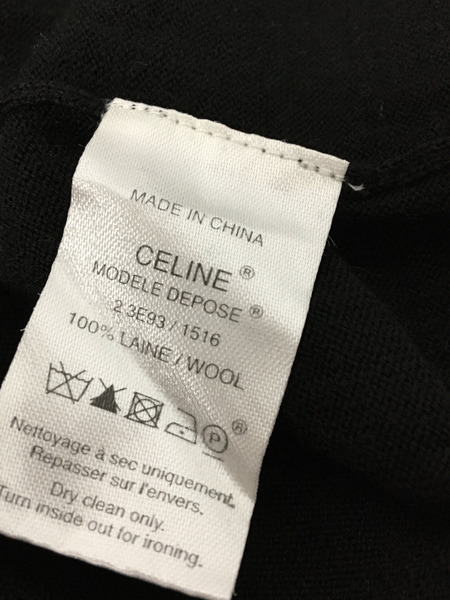 MADE IN CHINA
CELINE ®
MODELE DEPOSE ®
2 3E93 / 1516
100% LAINE / WOOL
P ®
Nettoyage à sec uniquement.
Repasser sur l'envers.
Dry clean only.
Turn inside out for ironing.